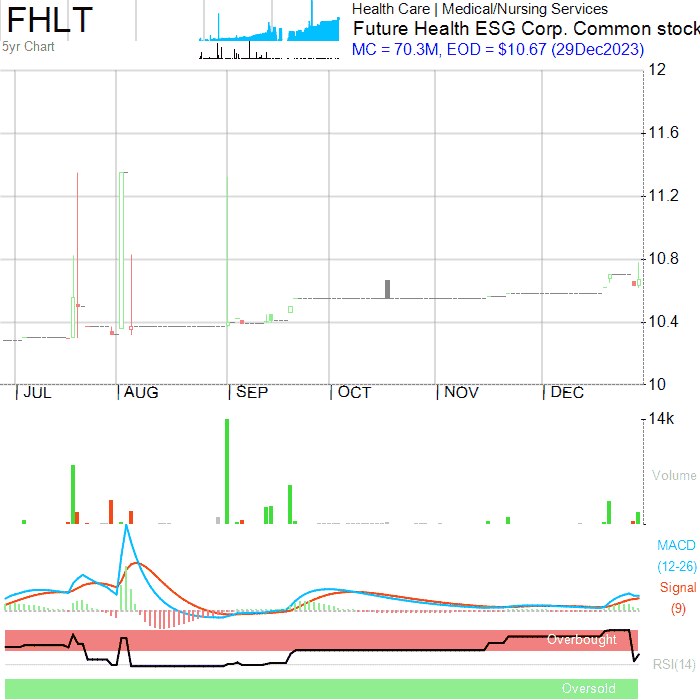 FHLT
5yr Chart
Health Care | Medical/Nursing Services
Future Health ESG Corp. Common stock
MC = 70.3M, EOD = $10.67 (29Dec2023)
12
11.6
11.2
10.8
10.4
10
JUL AUG SEP OCT NOV DEC
14k
Volume
MACD
(12-26)
Signal
(9)
Overbought
RSI(14)
Oversold